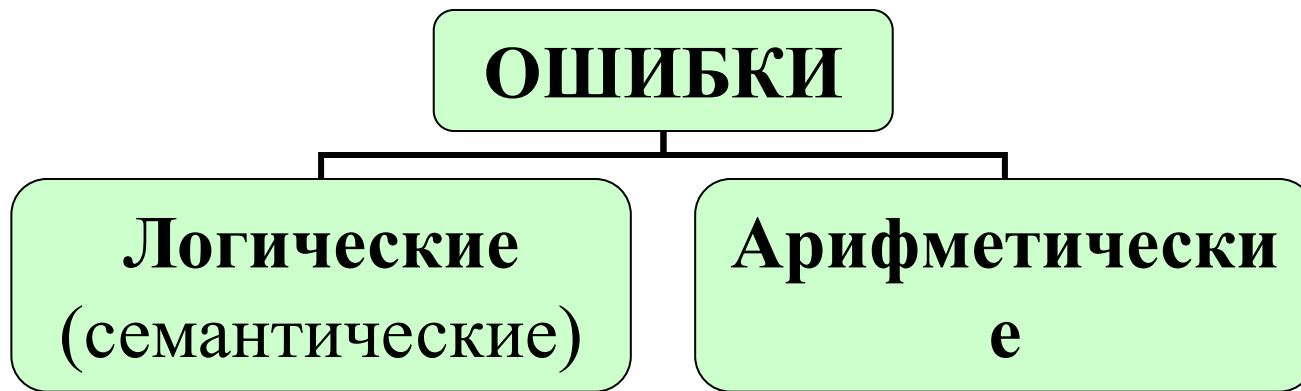 ОШИБКИ
Логические
(семантические)
Арифметически
е